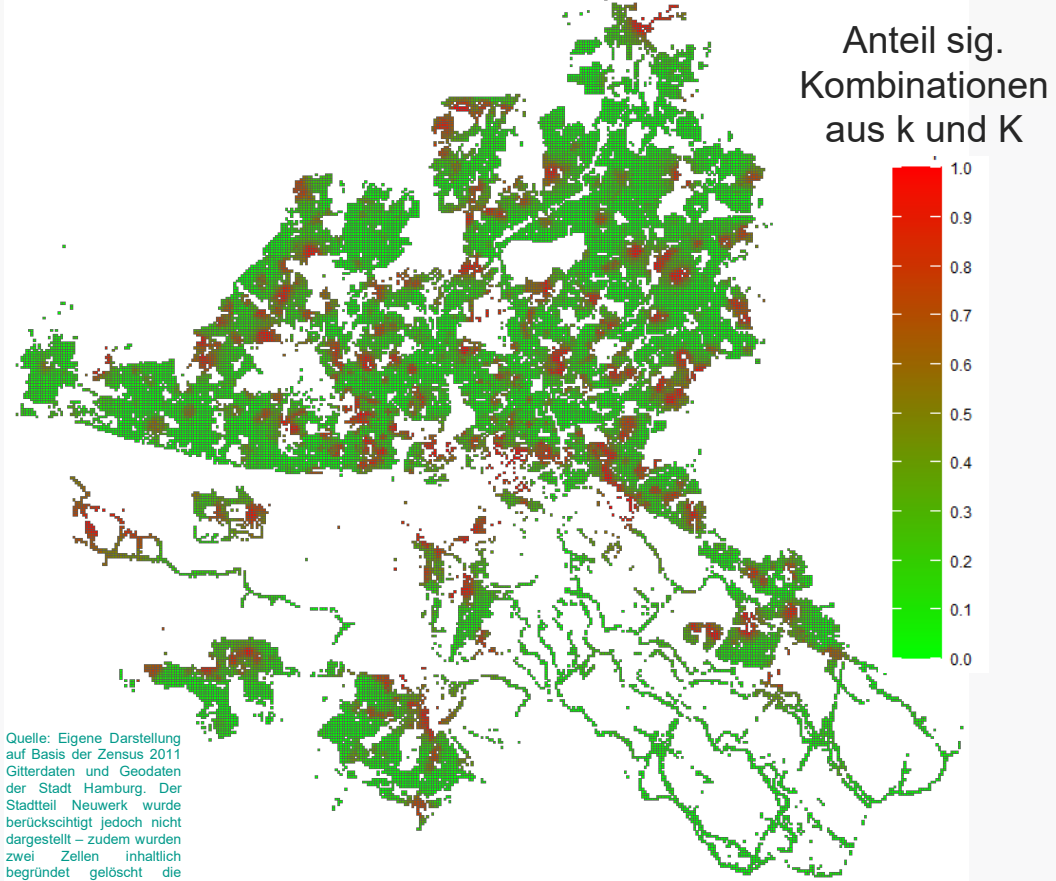 Anteil sig.
Kombinationen
aus k und K
1.0
0.9
0.8
0.7
0.6
0.5
0.4
0.3
0.2
0.1
0.0
Quelle: Eigene Darstellung
auf Basis der Zensus 2011
Gitterdaten und Geodaten
der Stadt Hamburg. Der
Stadtteil Neuwerk wurde
berückscihtigt jedoch nicht
dargestellt – zudem wurden
zwei Zellen inhaltlich
begründet gelöscht die